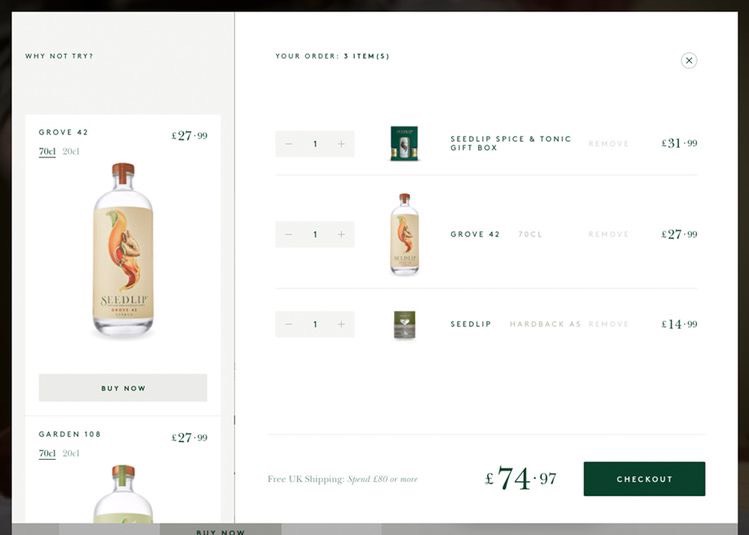 WHY NOT TRY?
GROVE 42
£27·99
70cl 20cl
SEEDLIP
GROVE 42
BUY NOW
GARDEN 108
£27·99
70cl 20cl
YOUR ORDER: 3 ITEM(S)
1
SEEDLIP SPICE & TONIC
GIFT BOX
REMOVE
£31·99
1
SEEDLIP
GROVE 42 70CL
REMOVE
£27·99
1
SEEDLIP HARDBACK A5
REMOVE
£14·99
Free UK Shipping: Spend £80 or more
£74·97
CHECKOUT
BUY NOW